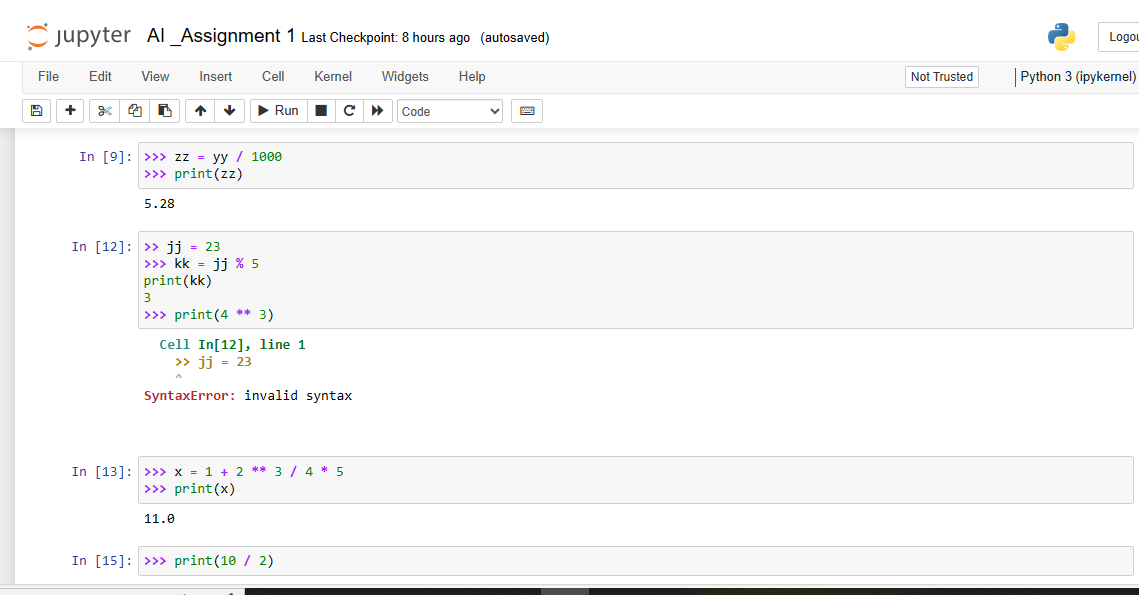 jupyter AI _Assignment 1 Last Checkpoint: 8 hours ago (autosaved)
Logou
File Edit View Insert Cell Kernel Widgets Help Not Trusted Python 3 (ipykernel)
Run Code
In [9]: >>> zz = yy / 1000
>>> print(zz)
5.28
In [12]: >> jj = 23
>>> kk = jj % 5
print(kk)
3
>>> print(4 ** 3)
Cell In[12], line 1
>> jj = 23
^
SyntaxError: invalid syntax
In [13]: >>> x = 1 + 2 ** 3 / 4 * 5
>>> print(x)
11.0
In [15]: >>> print(10 / 2)